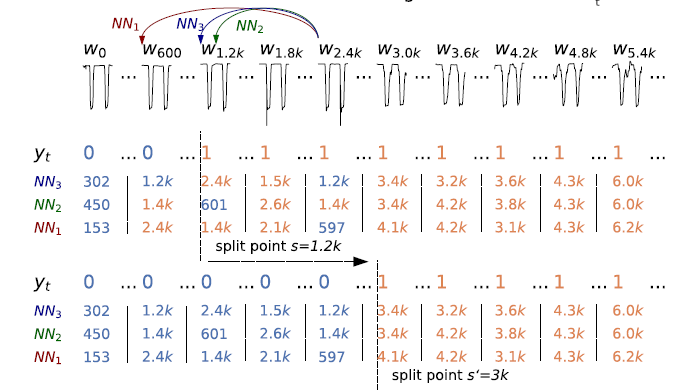 t
NN1 NN3 NN2
w0 w600 w1.2k w1.8k w2.4k w3.0k w3.6k w4.2k w4.8k w5.4k
... ... ... ... ... ... ... ... ... ...
yt 0 ... 0 ... 1 ... 1 ... 1 ... 1 ... 1 ... 1 ... 1 ... 1 ...
NN3 302 1.2k 2.4k 1.5k 1.2k 3.4k 3.2k 3.6k 4.3k 6.0k
NN2 450 1.4k 601 2.6k 1.4k 3.4k 4.2k 3.8k 4.3k 6.0k
NN1 153 2.4k 1.4k 2.1k 597 4.1k 4.2k 3.1k 4.3k 6.2k
split point s=1.2k
yt 0 ... 0 ... 0 ... 0 ... 0 ... 1 ... 1 ... 1 ... 1 ... 1 ...
NN3 302 1.2k 2.4k 1.5k 1.2k 3.4k 3.2k 3.6k 4.3k 6.0k
NN2 450 1.4k 601 2.6k 1.4k 3.4k 4.2k 3.8k 4.3k 6.0k
NN1 153 2.4k 1.4k 2.1k 597 4.1k 4.2k 3.1k 4.3k 6.2k
split point s‘=3k